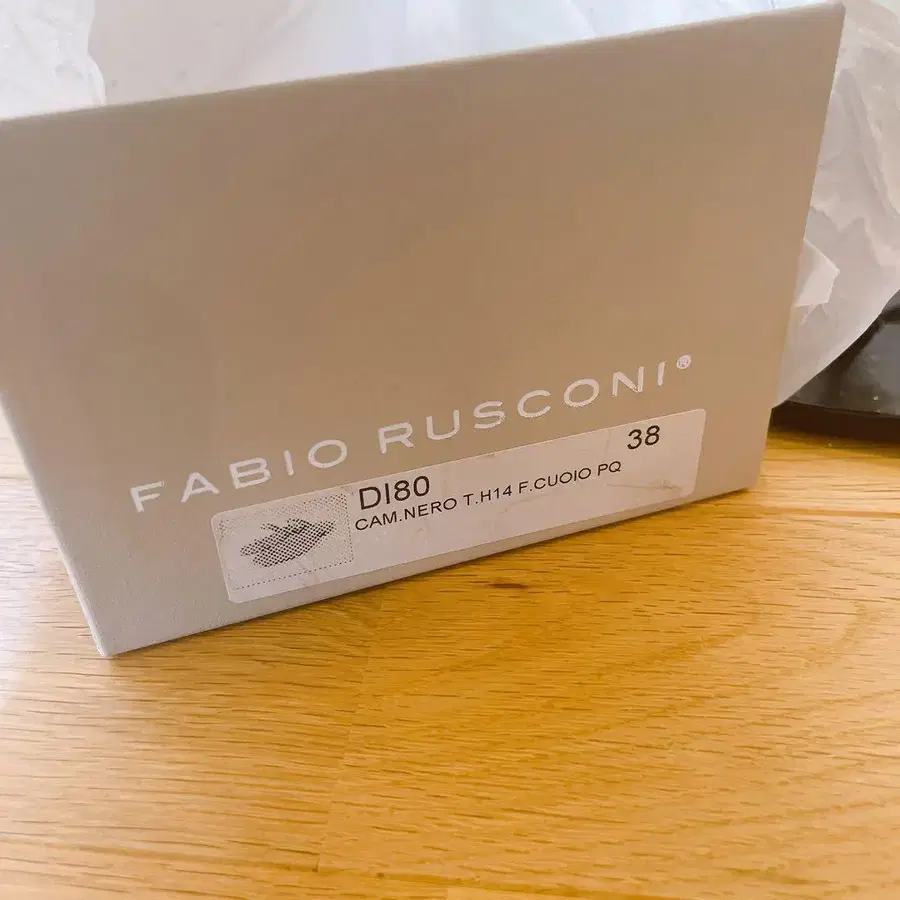 FABIO RUSCONI®
DI80 38
CAM.NERO T.H14 F.CUOIO PQ